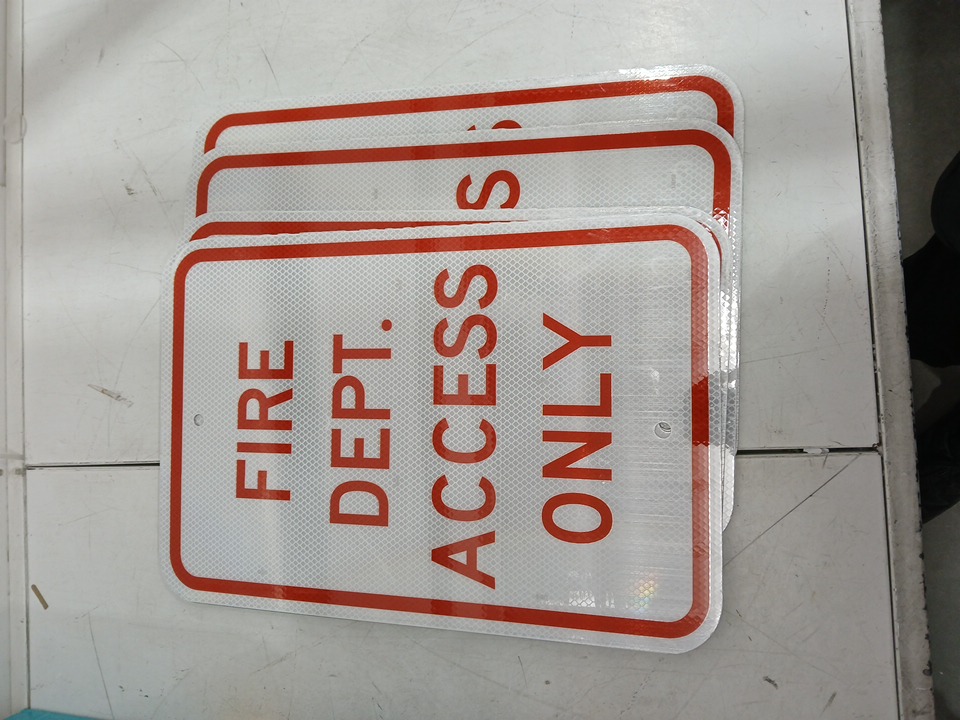 FIRE
DEPT.
ACCESS
ONLY
S
S